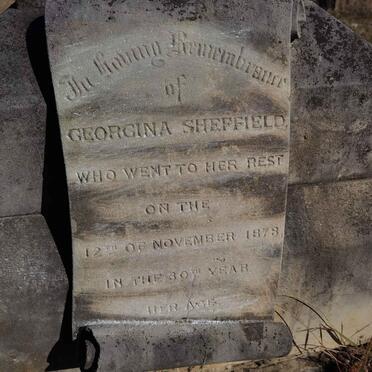 In Loving Remembrance
of
GEORGINA SHEFFIELD
WHO WENT TO HER REST
ON THE
12TH OF NOVEMBER 1878
IN THE 30TH YEAR
HER AGE